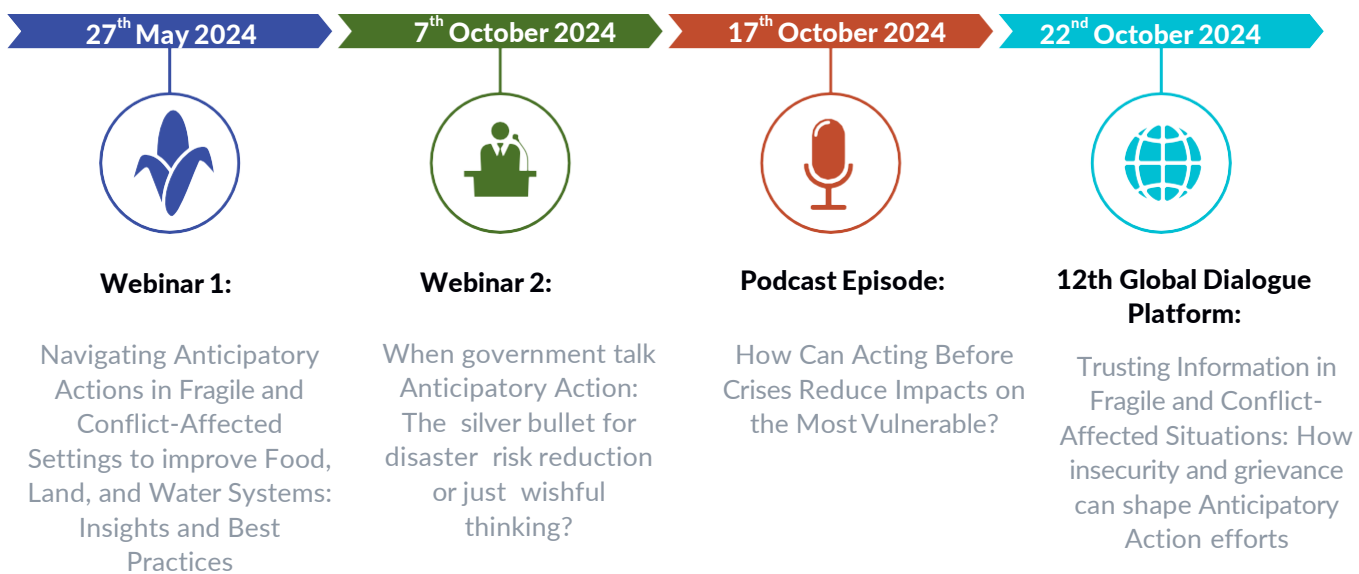 27th May 2024
7th October 2024
17th October 2024
22nd October 2024
Webinar 1:
Navigating Anticipatory
Actions in Fragile and
Conflict-Affected
Settings to improve Food,
Land, and Water Systems:
Insights and Best
Practices
Webinar 2:
When government talk
Anticipatory Action:
The silver bullet for
disaster risk reduction
or just wishful
thinking?
Podcast Episode:
How Can Acting Before
Crises Reduce Impacts on
the Most Vulnerable?
12th Global Dialogue
Platform:
Trusting Information in
Fragile and Conflict-
Affected Situations: How
insecurity and grievance
can shape Anticipatory
Action efforts